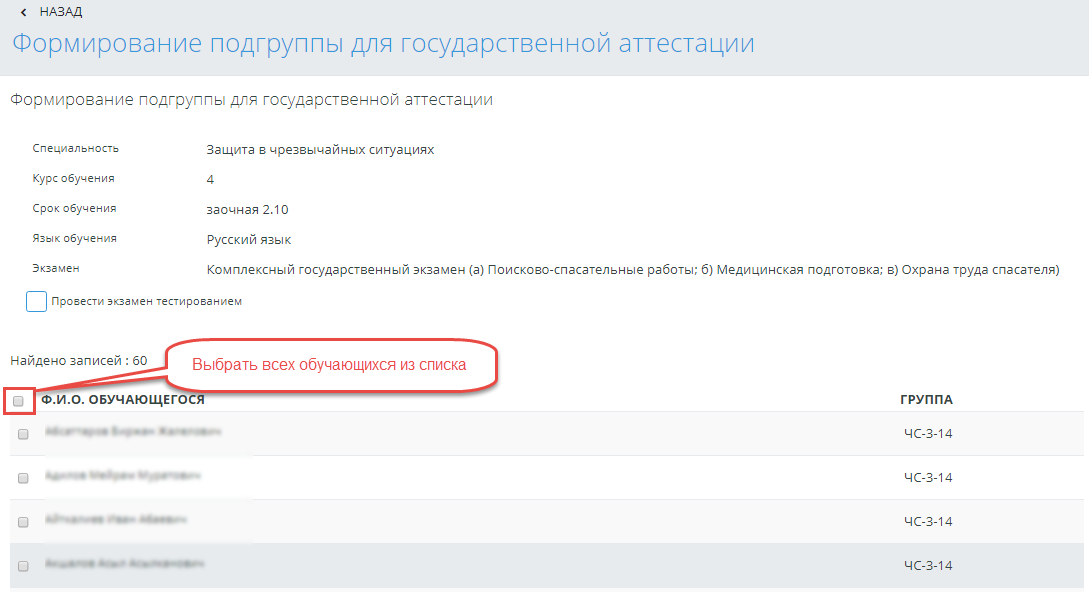 НАЗАД
Формирование подгруппы для государственной аттестации
Формирование подгруппы для государственной аттестации
Специальность Защита в чрезвычайных ситуациях
Курс обучения 4
Срок обучения заочная 2.10
Язык обучения Русский язык
Экзамен Комплексный государственный экзамен (а) Поисково-спасательные работы; б) Медицинская подготовка; в) Охрана труда спасателя)
Провести экзамен тестированием
Найдено записей : 60
Выбрать всех обучающихся из списка
Ф.И.О. ОБУЧАЮЩЕГОСЯ ГРУППА
ЧС-3-14
ЧС-3-14
ЧС-3-14
ЧС-3-14